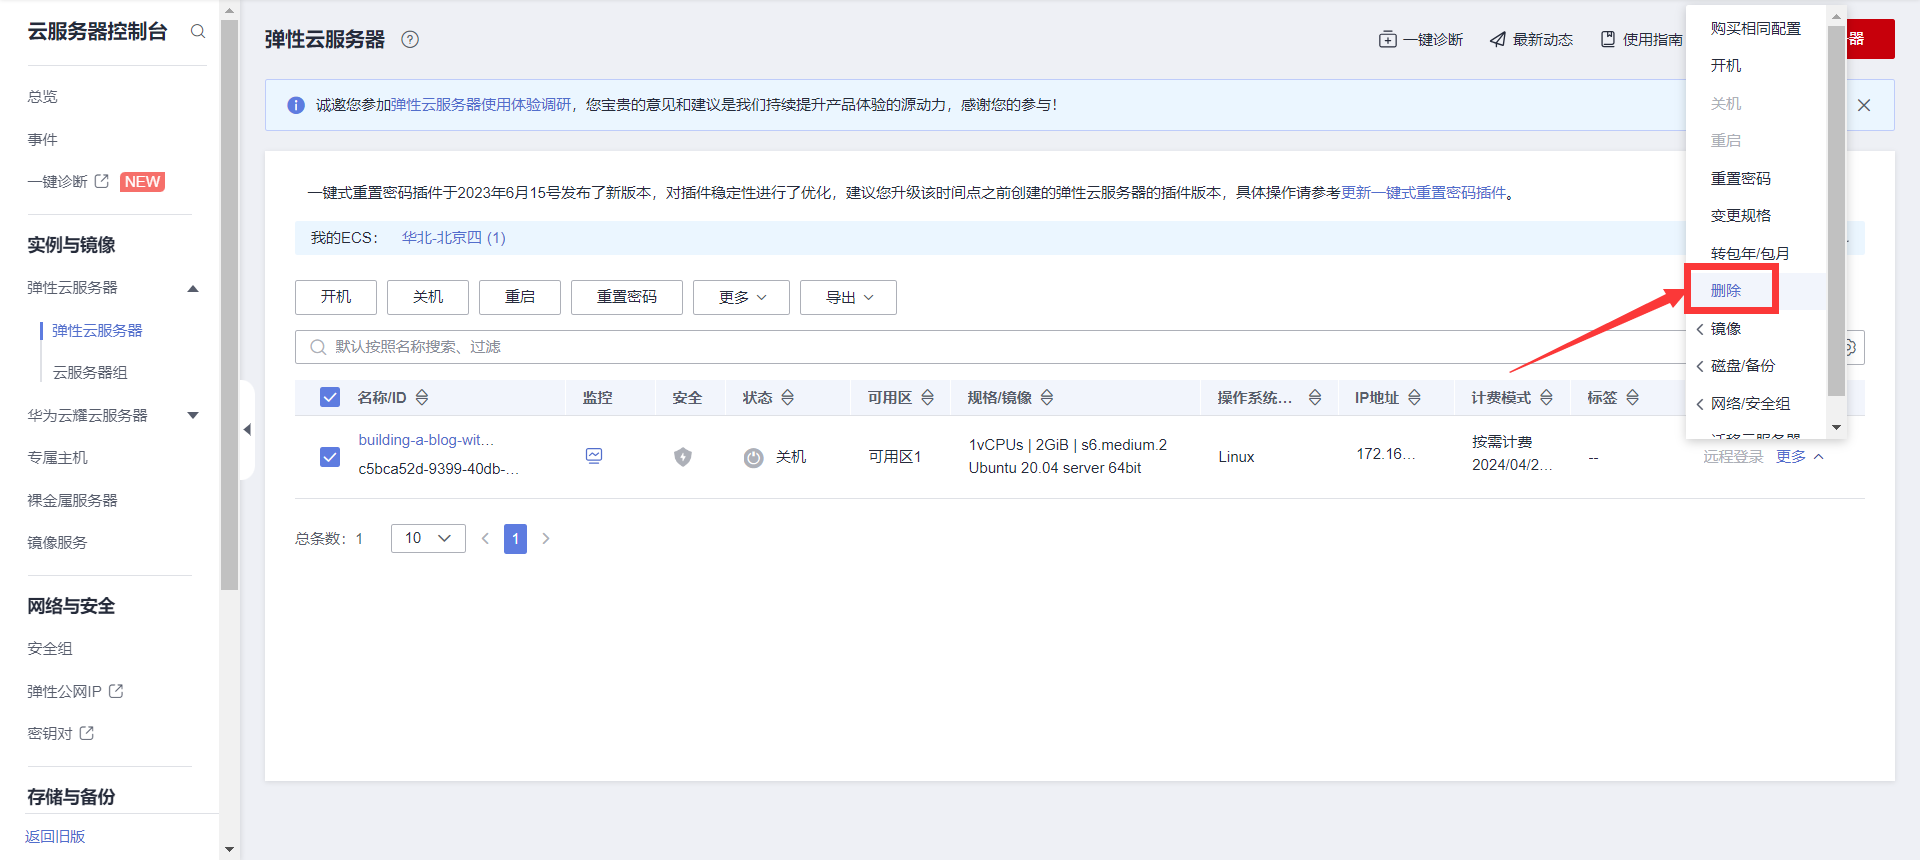 云服务器控制台
总览
事件
一键诊断 NEW
实例与镜像
弹性云服务器
弹性云服务器
云服务器组
华为云耀云服务器
专属主机
裸金属服务器
镜像服务
网络与安全
安全组
弹性公网IP
密钥对
存储与备份
返回旧版
弹性云服务器
一键诊断 最新动态 使用指南
器
诚邀您参加弹性云服务器使用体验调研，您宝贵的意见和建议是我们持续提升产品体验的源动力，感谢您的参与！
一键式重置密码插件于2023年6月15号发布了新版本，对插件稳定性进行了优化，建议您升级该时间点之前创建的弹性云服务器的插件版本，具体操作请参考更新一键式重置密码插件。
我的ECS： 华北-北京四 (1)
开机 关机 重启 重置密码 更多 导出
默认按照名称搜索、过滤
名称/ID 监控 安全 状态 可用区 规格/镜像 操作系统... IP地址 计费模式 标签
building-a-blog-wit...
c5bca52d-9399-40db-...
关机
可用区1
1vCPUs | 2GiB | s6.medium.2
Ubuntu 20.04 server 64bit
Linux
172.16...
按需计费
2024/04/2...
--
远程登录 更多
总条数：1 10 1
购买相同配置
开机
关机
重启
重置密码
变更规格
转包年/包月
删除
镜像
磁盘/备份
网络/安全组
迁移云服务器